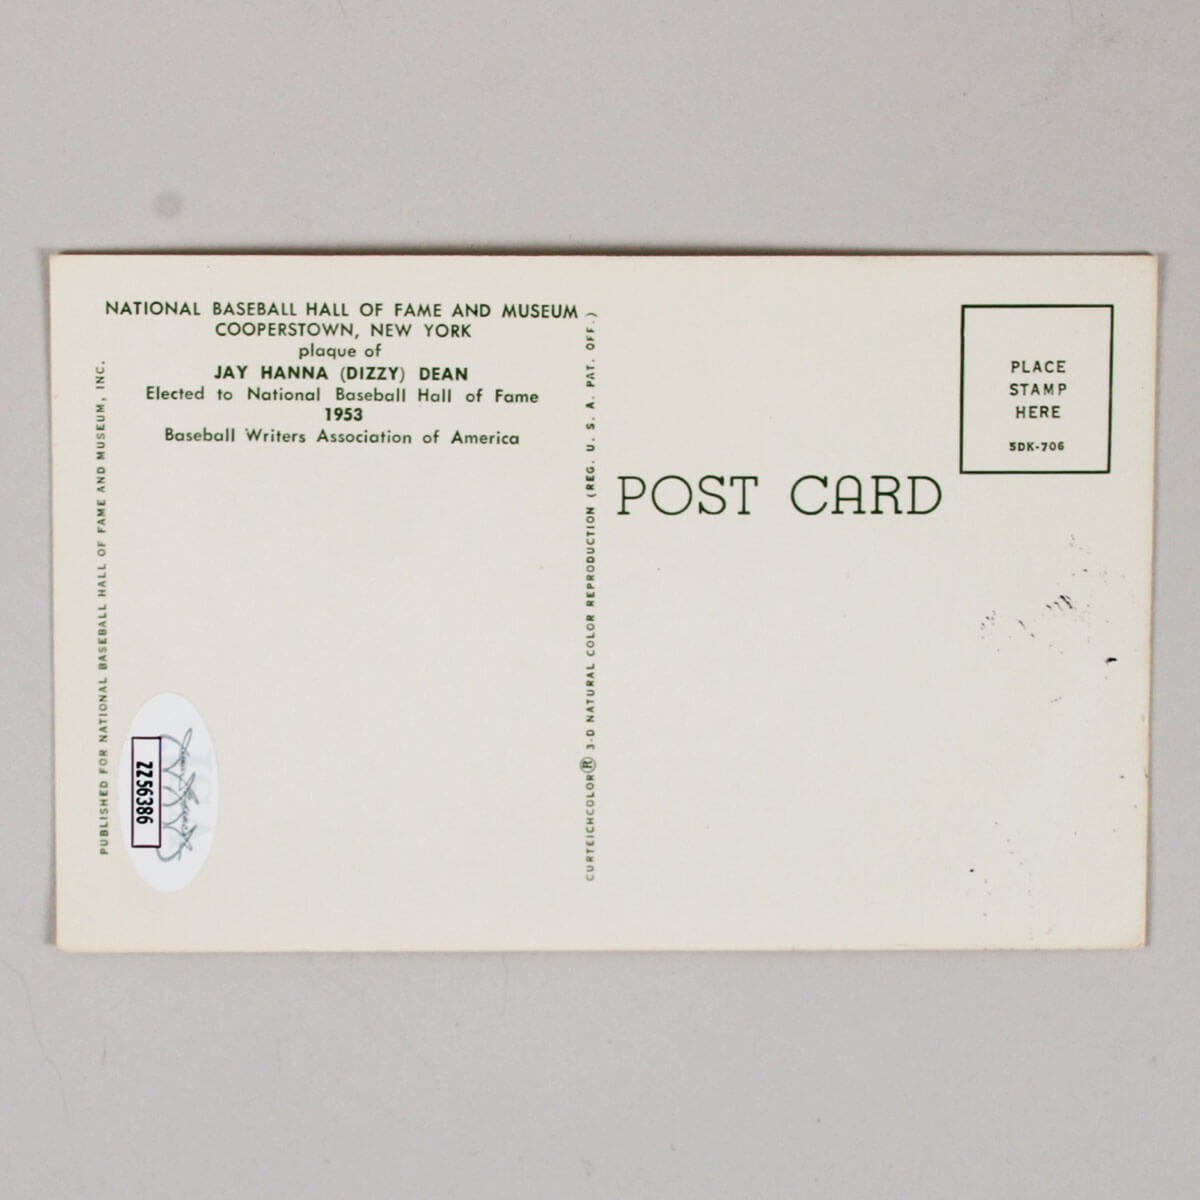 NATIONAL BASEBALL HALL OF FAME AND MUSEUM
COOPERSTOWN, NEW YORK
plaque of
JAY HANNA (DIZZY) DEAN
Elected to National Baseball Hall of Fame
1953
Baseball Writers Association of America
PUBLISHED FOR NATIONAL BASEBALL HALL OF FAME AND MUSEUM, INC.
ZZ56386
CURTEICHCOLOR® 3-D NATURAL COLOR REPRODUCTION (REG. U. S. A. PAT. OFF.)
POST CARD
PLACE
STAMP
HERE
5DK-706